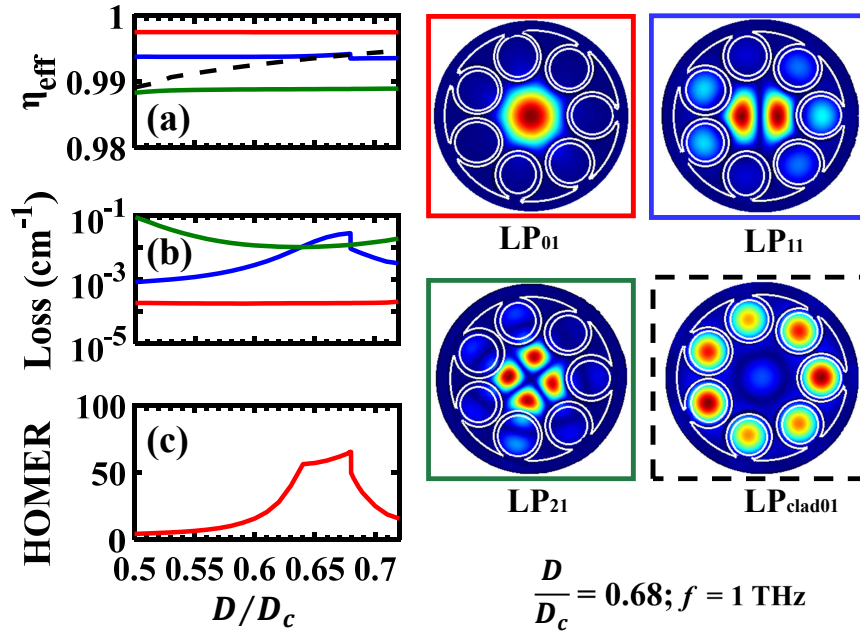 1
0.99
0.98
η_eff
(a)
10⁻¹
10⁻³
10⁻⁵
Loss (cm⁻¹)
(b)
100
50
0
HOMER
(c)
0.5 0.55 0.6 0.65 0.7
D/D_c
LP₀₁
LP₁₁
LP₂₁
LP_clad01
D/D_c = 0.68; f = 1 THz